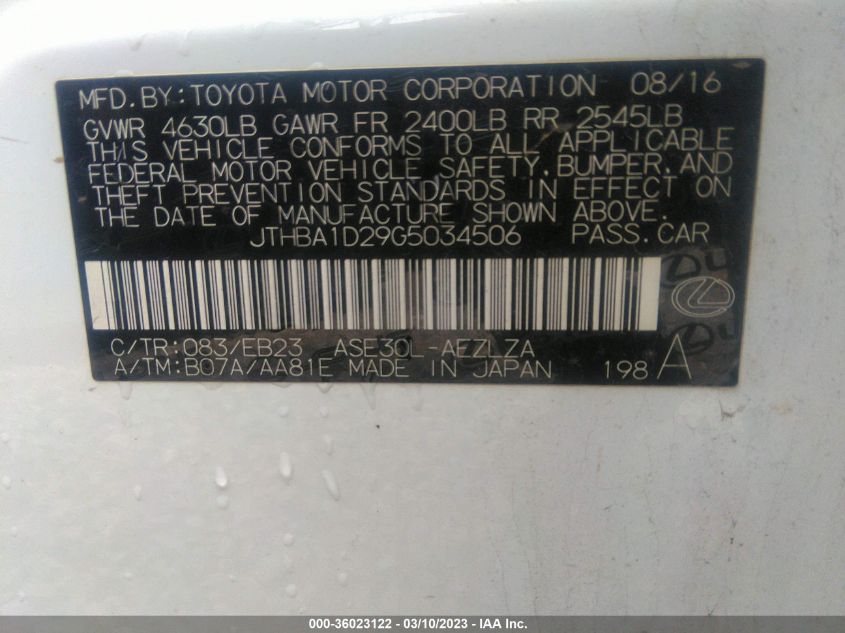 MFD.BY:TOYOTA MOTOR CORPORATION 08/16
GVWR 4630LB GAWR FR 2400LB RR 2545LB
THIS VEHICLE CONFORMS TO ALL APPLICABLE
FEDERAL MOTOR VEHICLE SAFETY,BUMPER,AND
THEFT PREVENTION STANDARDS IN EFFECT ON
THE DATE OF MANUFACTURE SHOWN ABOVE.
JTHBA1D29G5034506 PASS.CAR
C/TR:083/EB23 ASE30L-AEZLZA
A/TM:B07A/AA81E MADE IN JAPAN 198 A
000-36023122 - 03/10/2023 - IAA Inc.